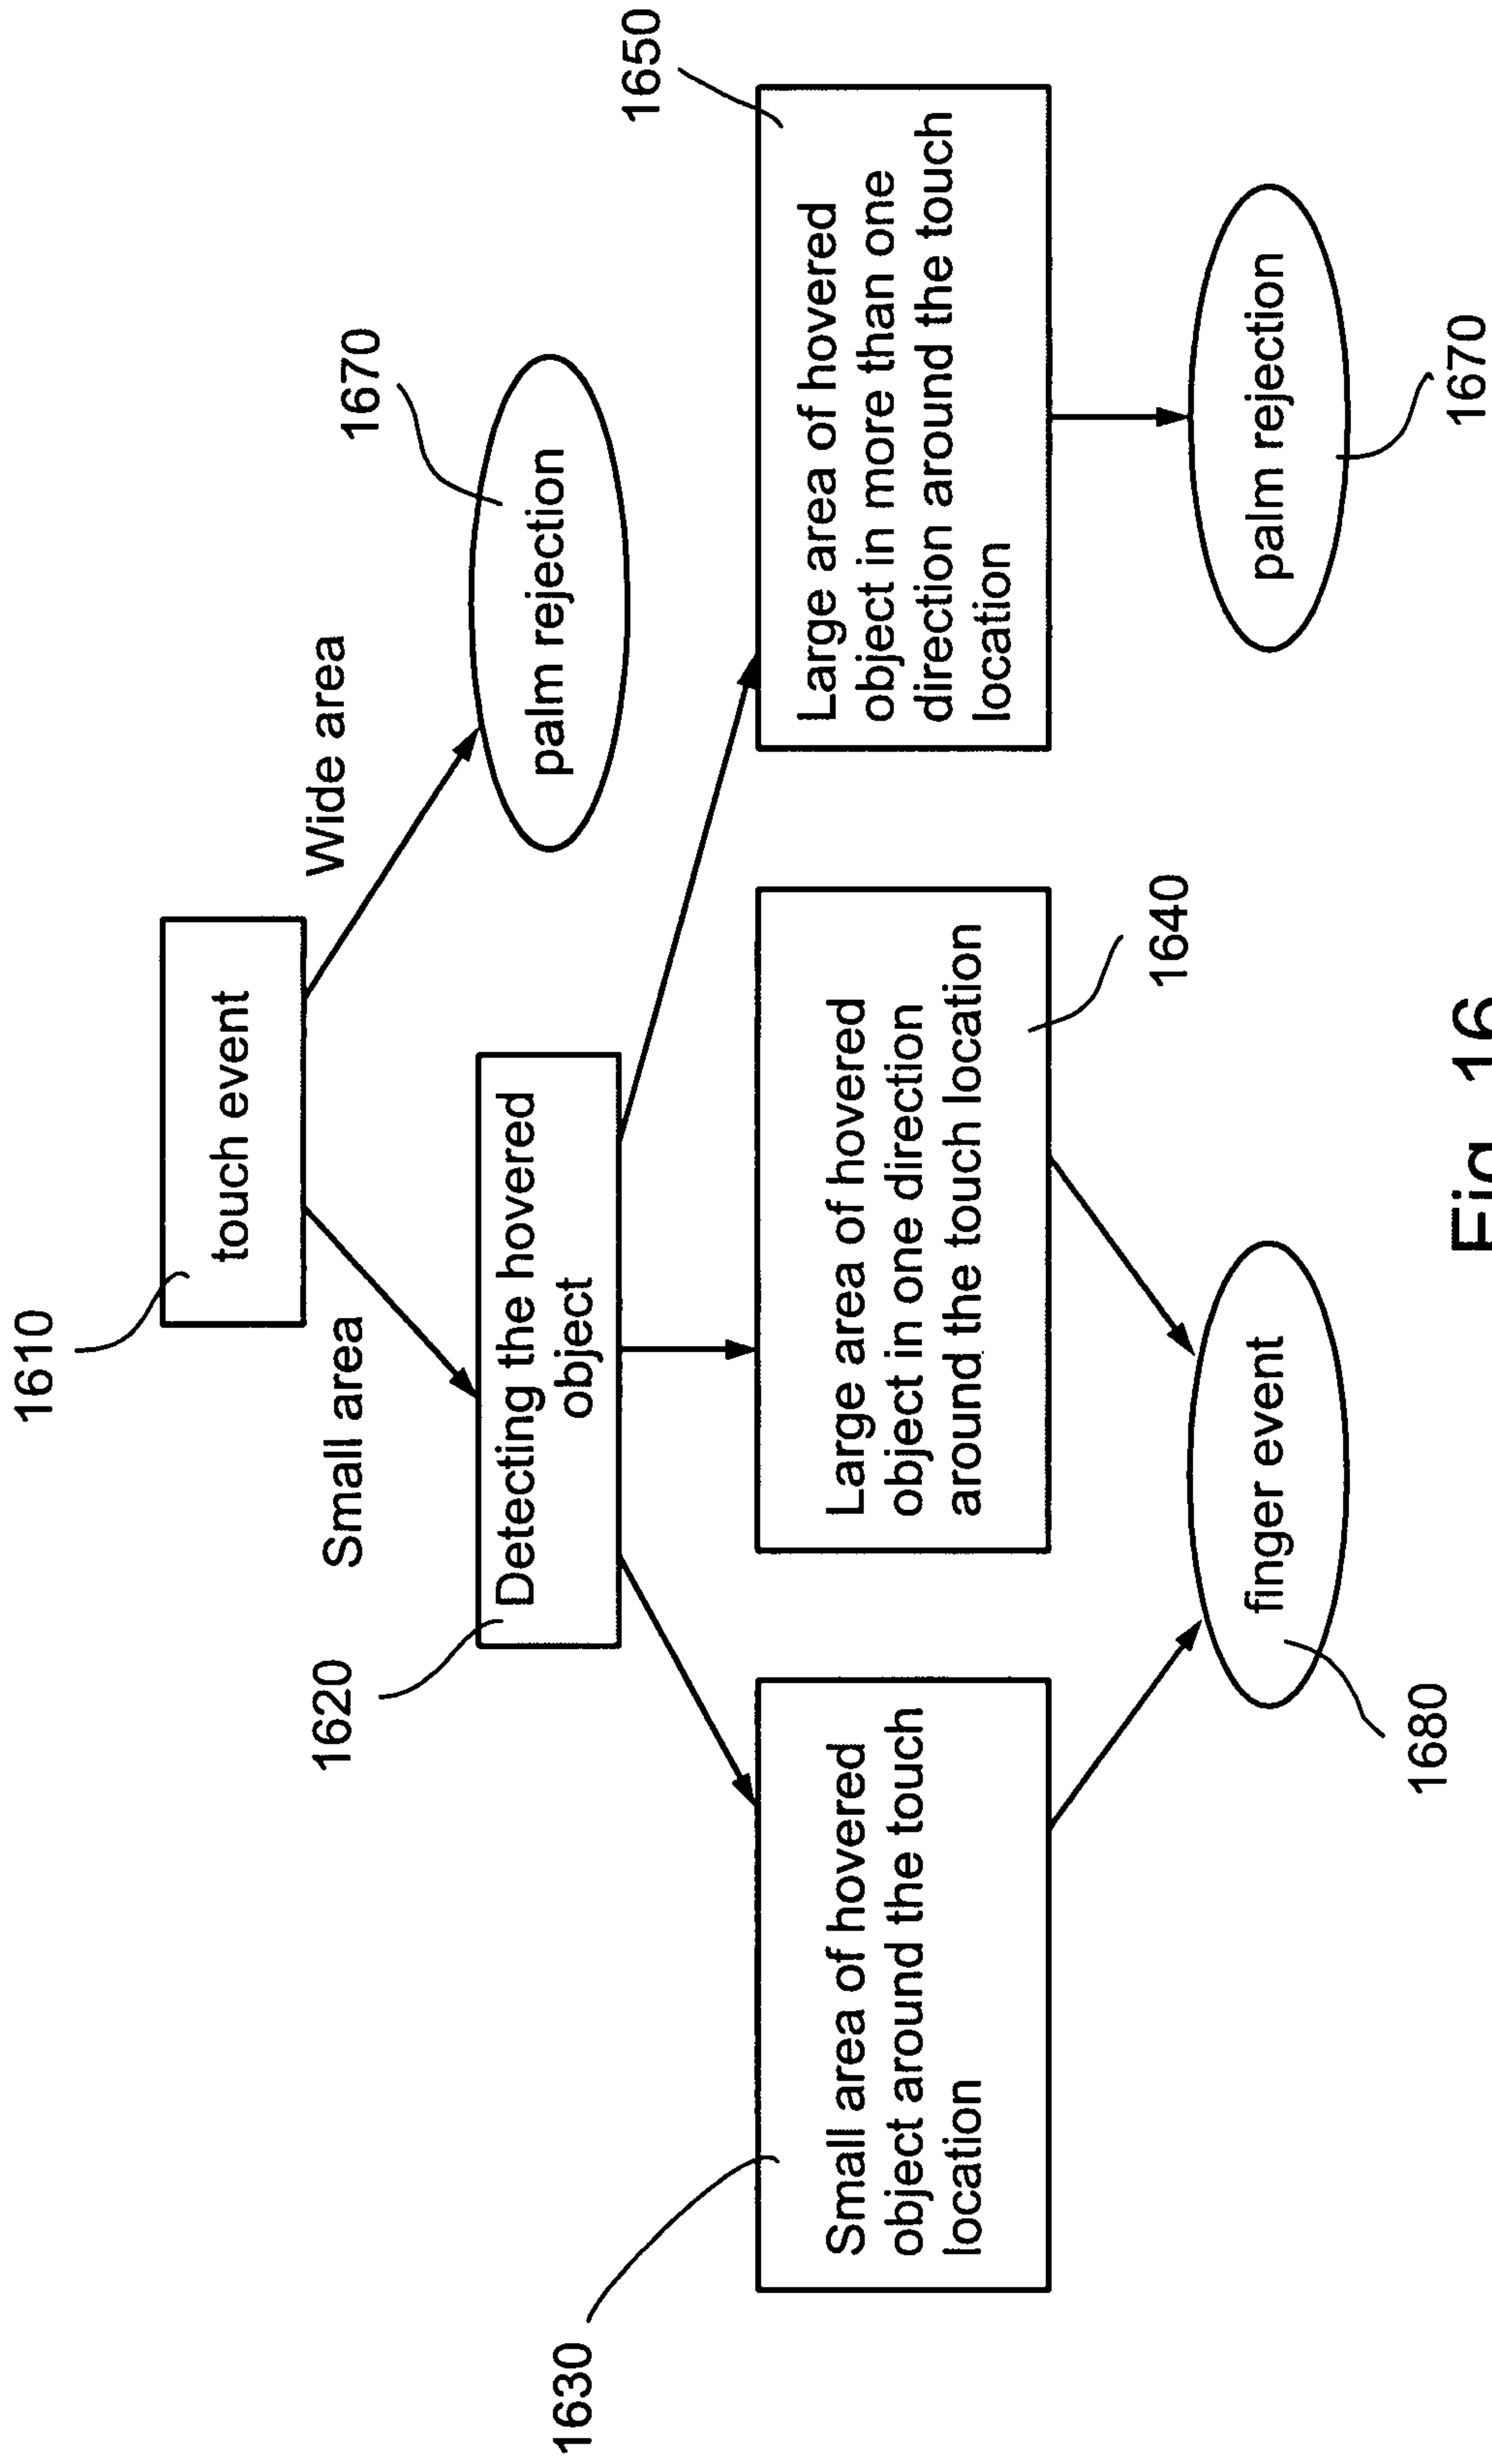 1610
touch event
Small area
Wide area
1620
Detecting the hovered
object
1670
palm rejection
1630
Small area of hovered
object around the touch
location
Large area of hovered
object in one direction
around the touch location
1640
1650
Large area of hovered
object in more than one
direction around the touch
location
finger event
1680
palm rejection
1670
Fig. 16